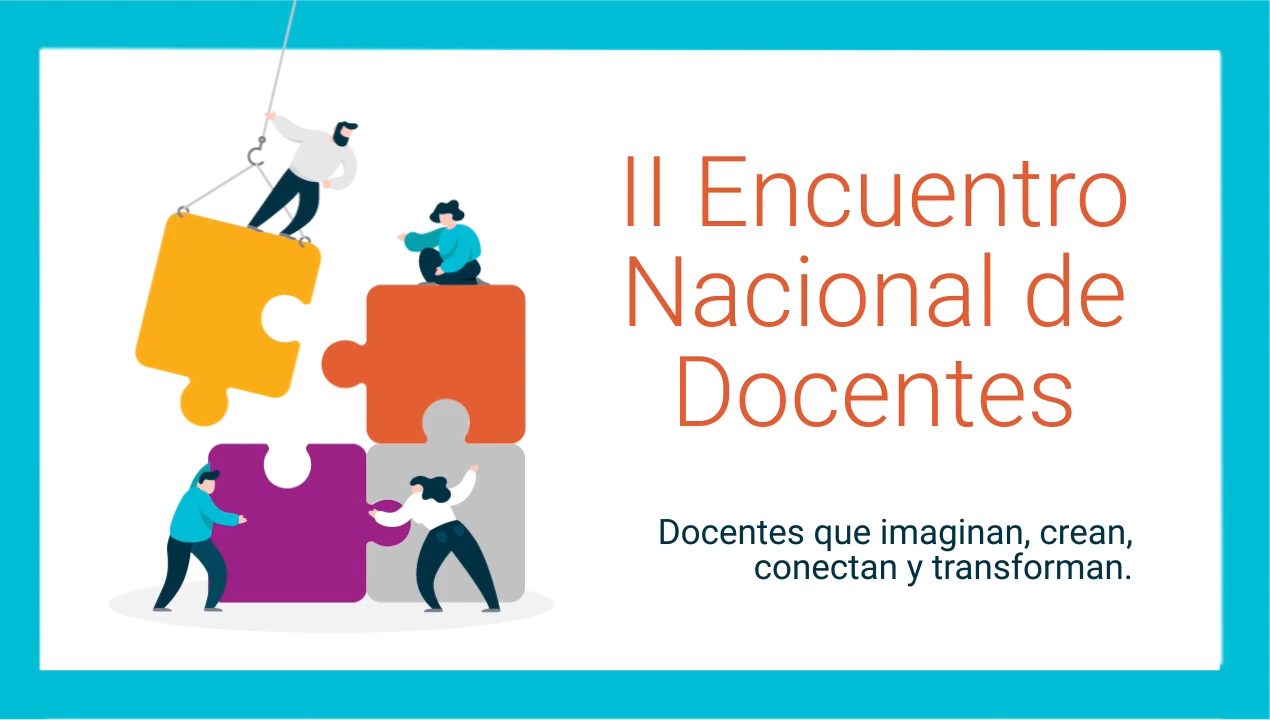 II Encuentro
Nacional de
Docentes
Docentes que imaginan, crean,
conectan y transforman.